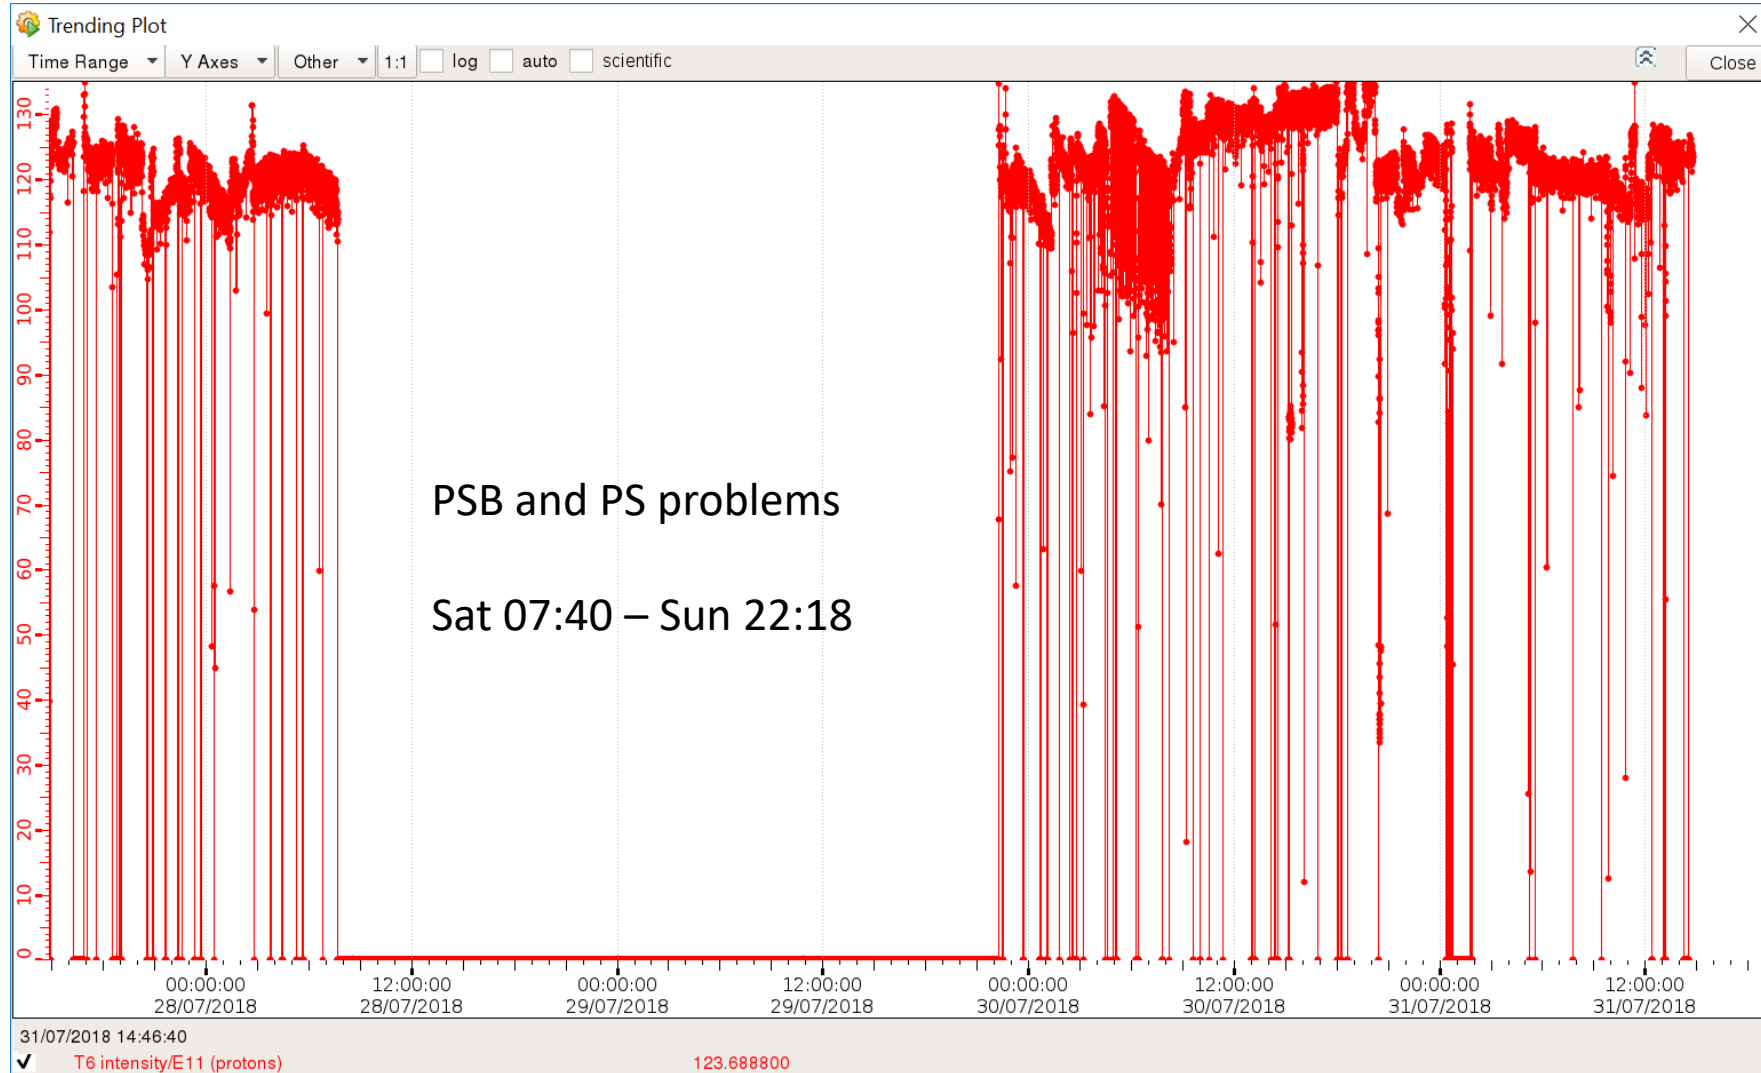 Trending Plot
Time Range Y Axes Other 1:1 log auto scientific Close
130
120
110
100
90
80
70
60
50
40
30
20
10
0
PSB and PS problems
Sat 07:40 – Sun 22:18
00:00:00 12:00:00 00:00:00 12:00:00 00:00:00 12:00:00 00:00:00 12:00:00
28/07/2018 28/07/2018 29/07/2018 29/07/2018 30/07/2018 30/07/2018 31/07/2018 31/07/2018
31/07/2018 14:46:40
T6 intensity/E11 (protons) 123.688800